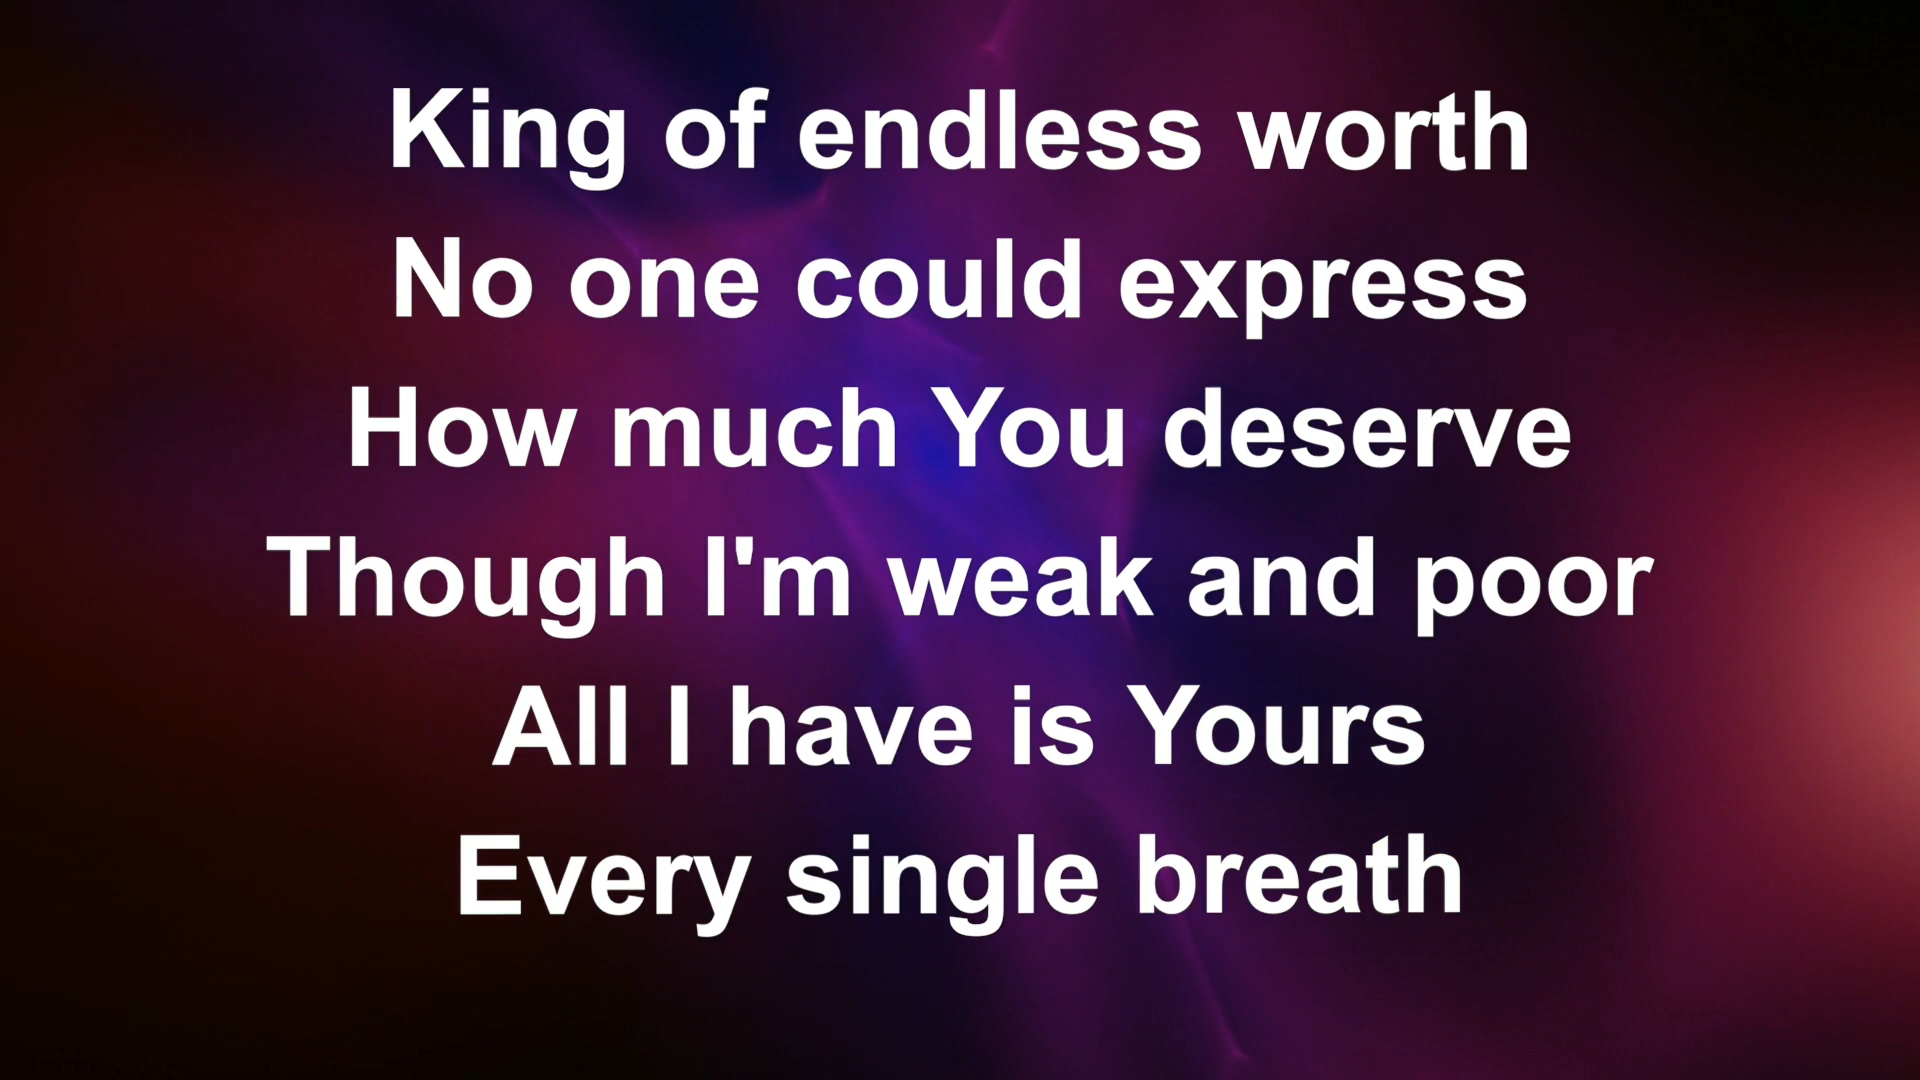 King of endless worth
No one could express
How much You deserve
Though I'm weak and poor
All I have is Yours
Every single breath